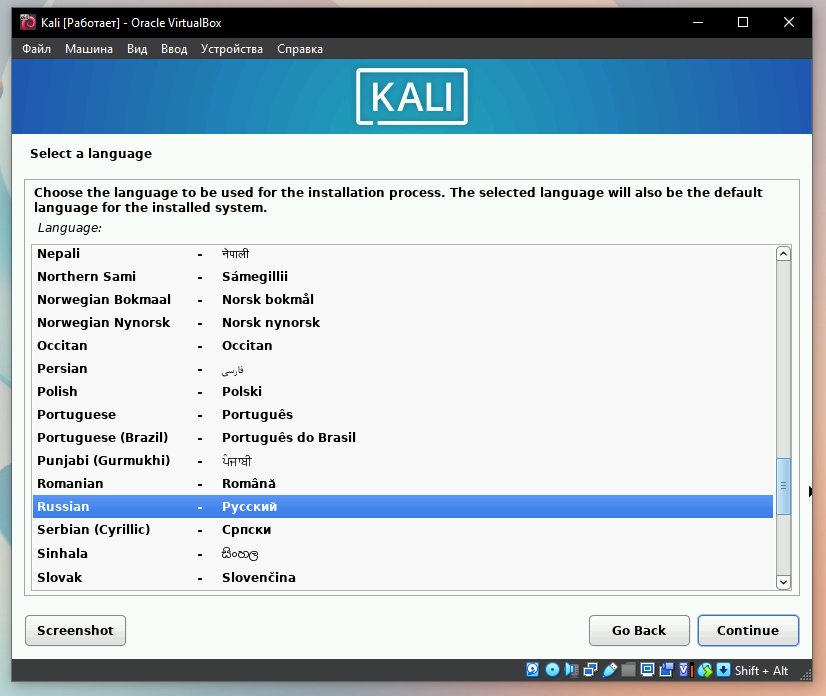 Kali [Работает] - Oracle VirtualBox
Файл Машина Вид Ввод Устройства Справка
KALI
Select a language
Choose the language to be used for the installation process. The selected language will also be the default
language for the installed system.
Language:
Nepali - नेपाली
Northern Sami - Sámegillii
Norwegian Bokmaal - Norsk bokmål
Norwegian Nynorsk - Norsk nynorsk
Occitan - Occitan
Persian - فارسی
Polish - Polski
Portuguese - Português
Portuguese (Brazil) - Português do Brasil
Punjabi (Gurmukhi) - ਪੰਜਾਬੀ
Romanian - Română
Russian - Русский
Serbian (Cyrillic) - Српски
Sinhala - සිංහල
Slovak - Slovenčina
Screenshot Go Back Continue
Shift + Alt